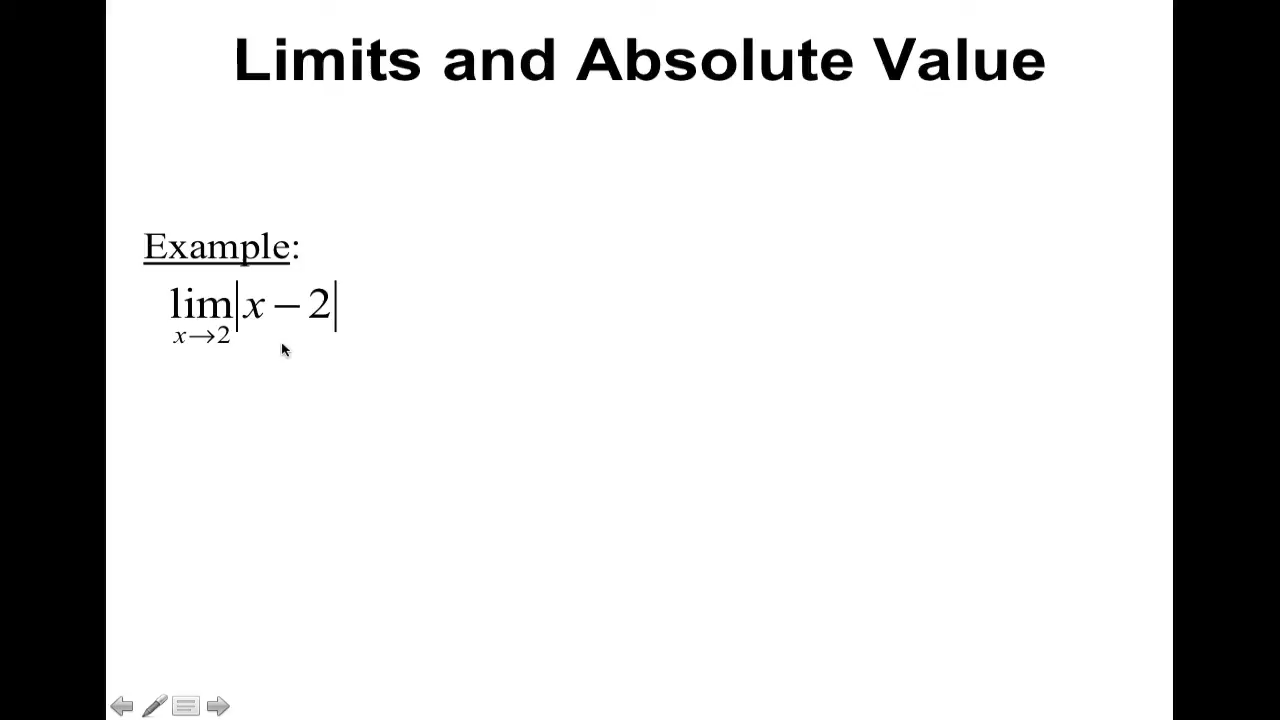 Limits and Absolute Value
Example:
lim|x − 2|
x→2